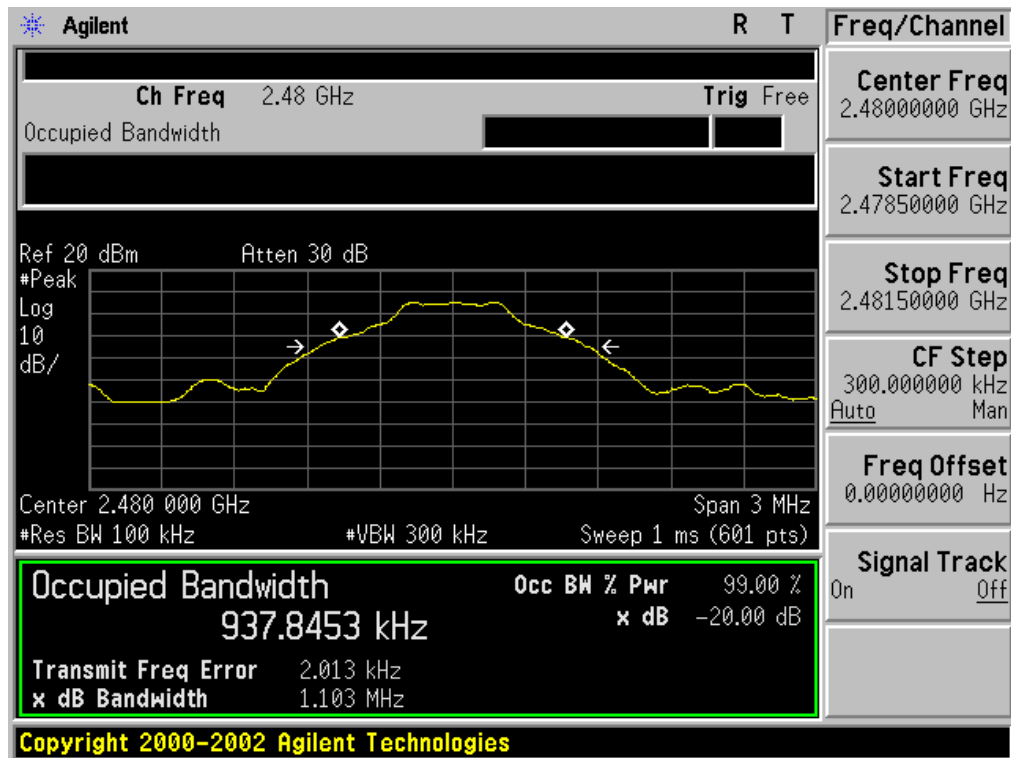 Agilent
R T
Freq/Channel
Ch Freq 2.48 GHz
Trig Free
Occupied Bandwidth
Ref 20 dBm
Atten 30 dB
#Peak
Log
10
dB/
Center 2.480 000 GHz
Span 3 MHz
#Res BW 100 kHz
#VBW 300 kHz
Sweep 1 ms (601 pts)
Occupied Bandwidth
937.8453 kHz
Occ BW % Pwr 99.00 %
x dB -20.00 dB
Transmit Freq Error 2.013 kHz
x dB Bandwidth 1.103 MHz
Copyright 2000-2002 Agilent Technologies
Center Freq
2.48000000 GHz
Start Freq
2.47850000 GHz
Stop Freq
2.48150000 GHz
CF Step
300.000000 kHz
Auto Man
Freq Offset
0.00000000 Hz
Signal Track
On Off